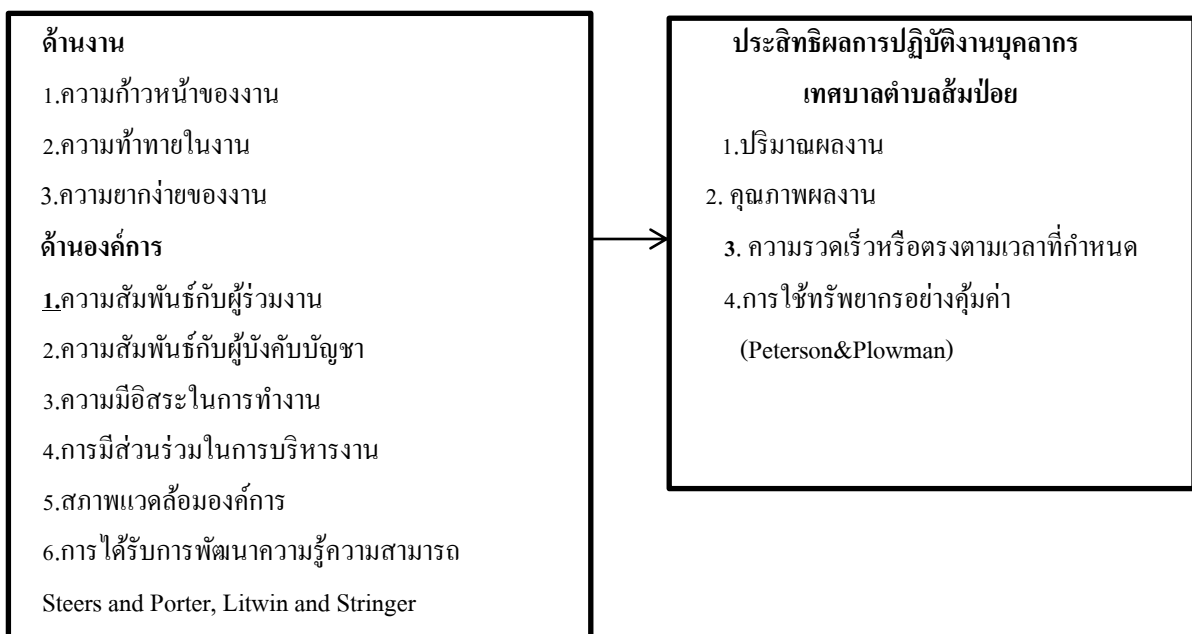 ด้านงาน
1.ความก้าวหน้าของงาน
2.ความท้าทายในงาน
3.ความยากง่ายของงาน
ด้านองค์การ
1.ความสัมพันธ์กับผู้ร่วมงาน
2.ความสัมพันธ์กับผู้บังคับบัญชา
3.ความมีอิสระในการทำงาน
4.การมีส่วนร่วมในการบริหารงาน
5.สภาพแวดล้อมองค์การ
6.การได้รับการพัฒนาความรู้ความสามารถ
Steers and Porter, Litwin and Stringer
ประสิทธิผลการปฏิบัติงานบุคลากร
เทศบาลตำบลส้มป่อย
1.ปริมาณผลงาน
2. คุณภาพผลงาน
3. ความรวดเร็วหรือตรงตามเวลาที่กำหนด
4.การใช้ทรัพยากรอย่างคุ้มค่า
(Peterson&Plowman)